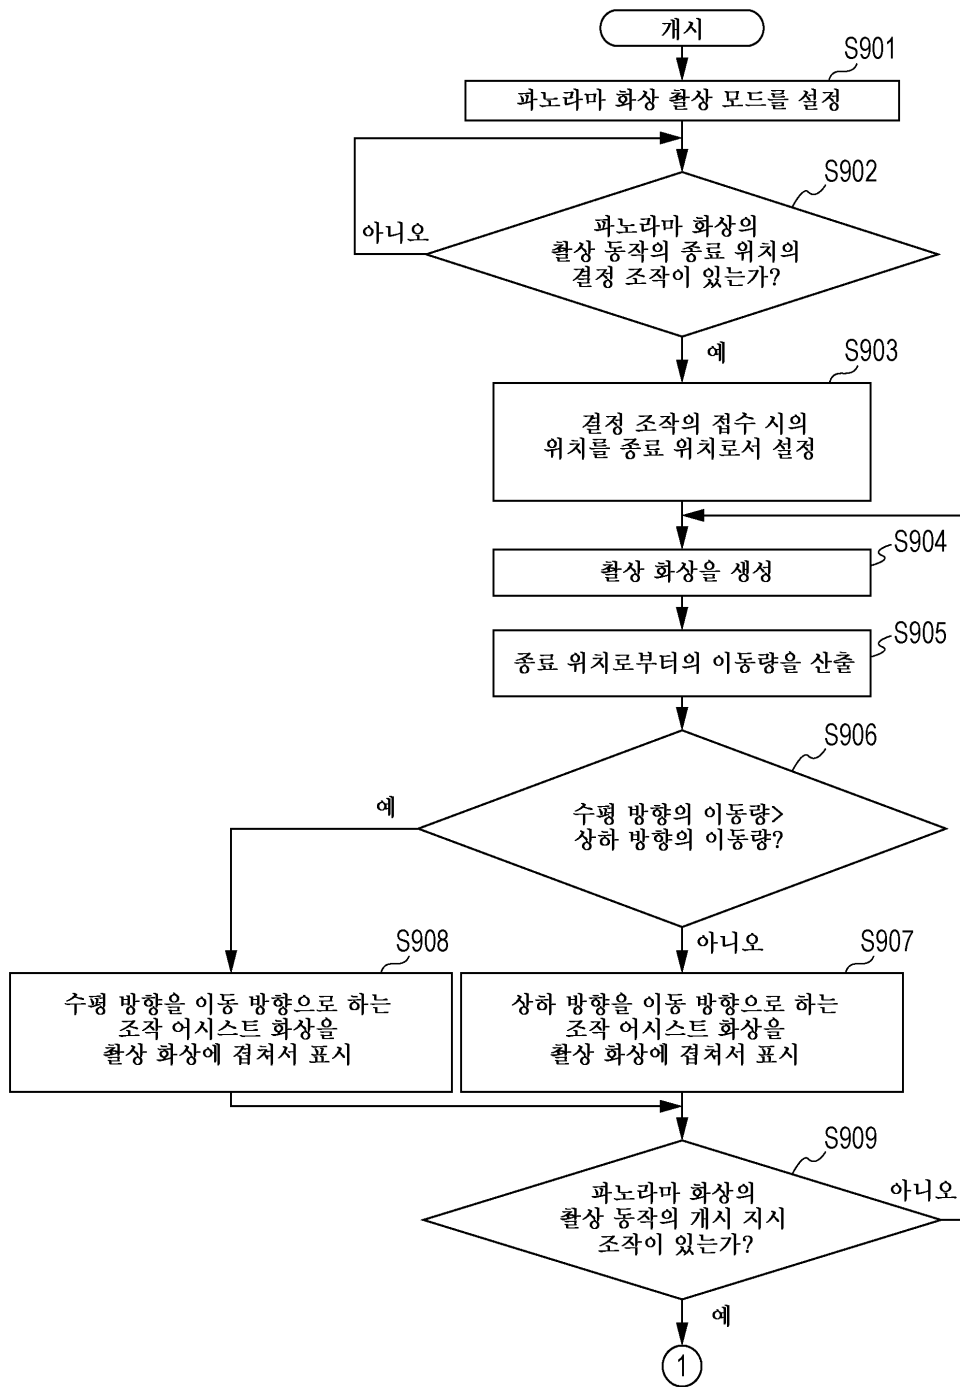 개시
S901
파노라마 화상 촬상 모드를 설정
S902
파노라마 화상의
촬상 동작의 종료 위치의
결정 조작이 있는가?
아니오
예
S903
결정 조작의 접수 시의
위치를 종료 위치로서 설정
S904
촬상 화상을 생성
S905
종료 위치로부터의 이동량을 산출
S906
수평 방향의 이동량>
상하 방향의 이동량?
예
아니오
S908
수평 방향을 이동 방향으로 하는
조작 어시스트 화상을
촬상 화상에 겹쳐서 표시
S907
상하 방향을 이동 방향으로 하는
조작 어시스트 화상을
촬상 화상에 겹쳐서 표시
S909
파노라마 화상의
촬상 동작의 개시 지시
조작이 있는가?
아니오
예
1